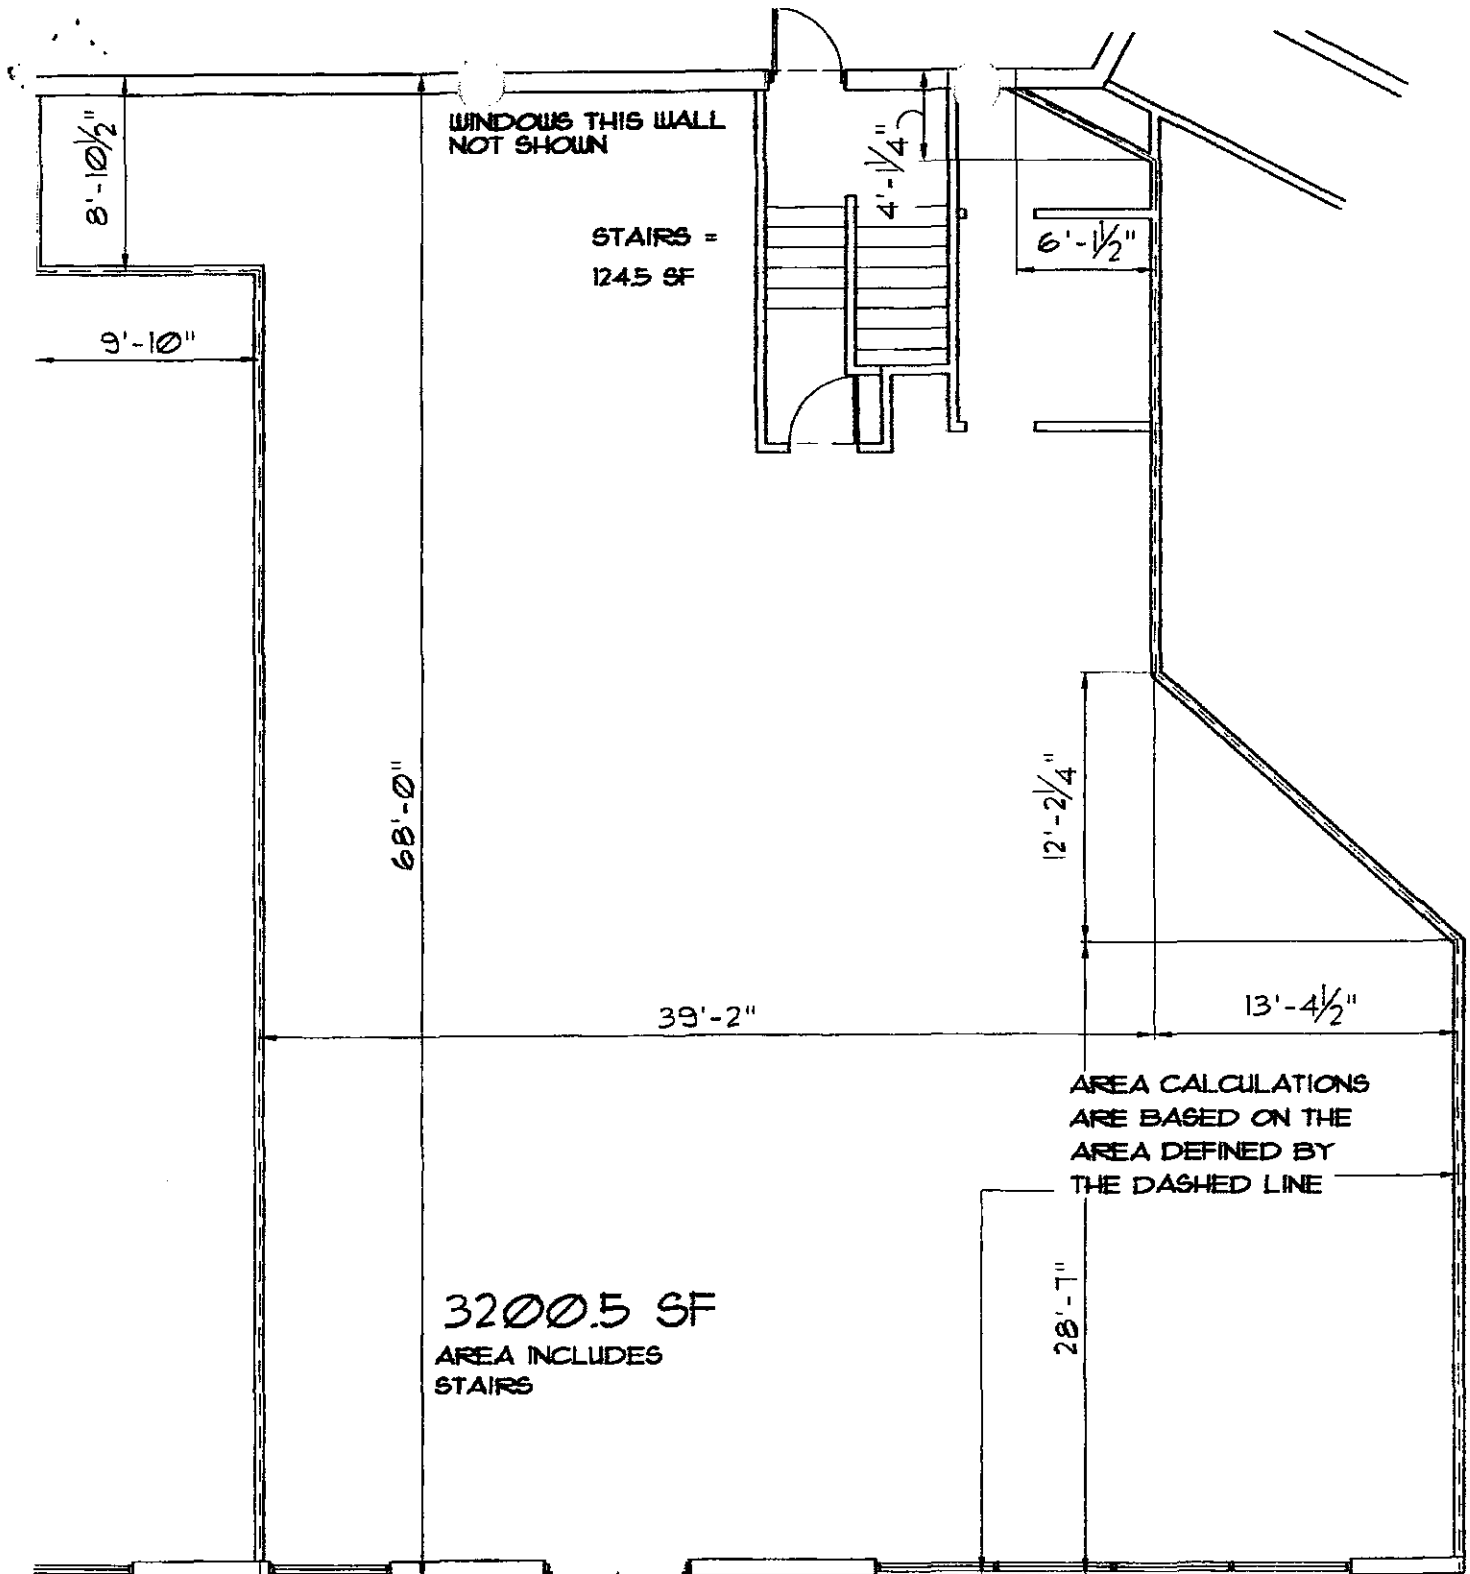 8'-10½"
WINDOWS THIS WALL
NOT SHOWN
4'-1¼"
STAIRS =
124.5 SF
6'-1½"
9'-10"
68'-0"
12'-2¼"
39'-2"
13'-4½"
AREA CALCULATIONS
ARE BASED ON THE
AREA DEFINED BY
THE DASHED LINE
28'-7"
3200.5 SF
AREA INCLUDES
STAIRS